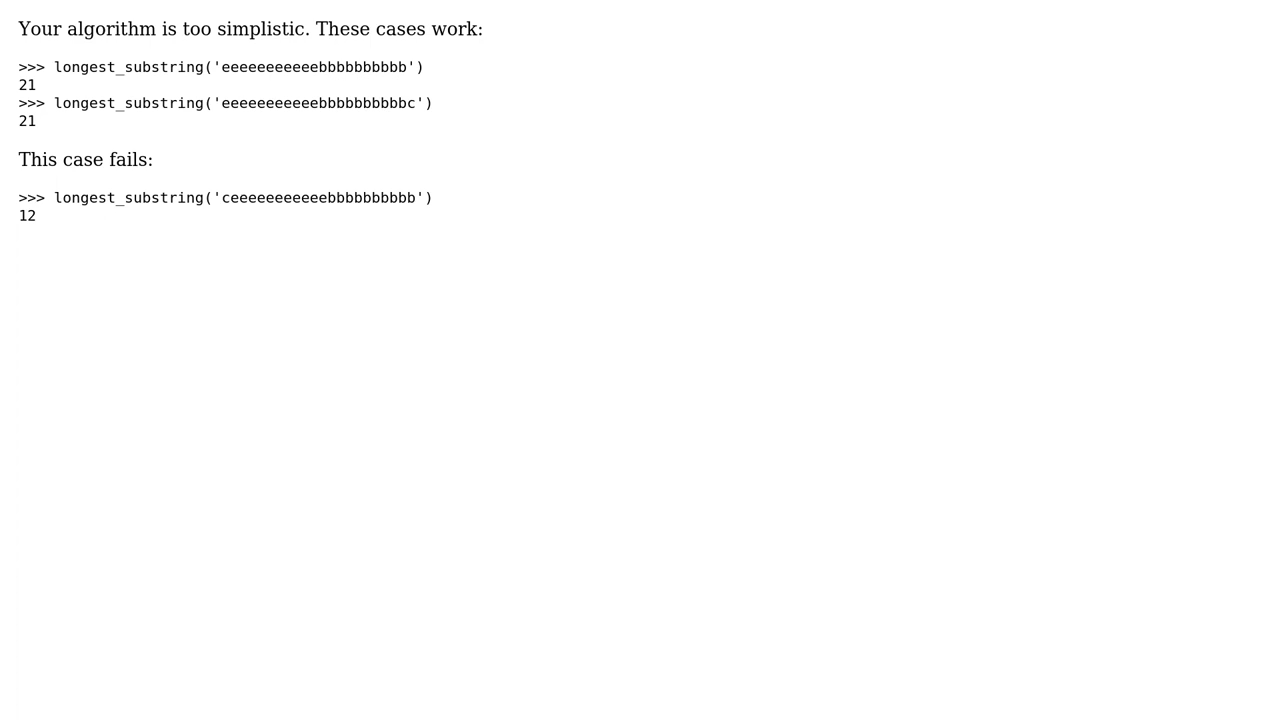 Your algorithm is too simplistic. These cases work:
>>> longest_substring('eeeeeeeeeeebbbbbbbbbb')
21
>>> longest_substring('eeeeeeeeeeebbbbbbbbbbc')
21
This case fails:
>>> longest_substring('ceeeeeeeeeeebbbbbbbbbb')
12